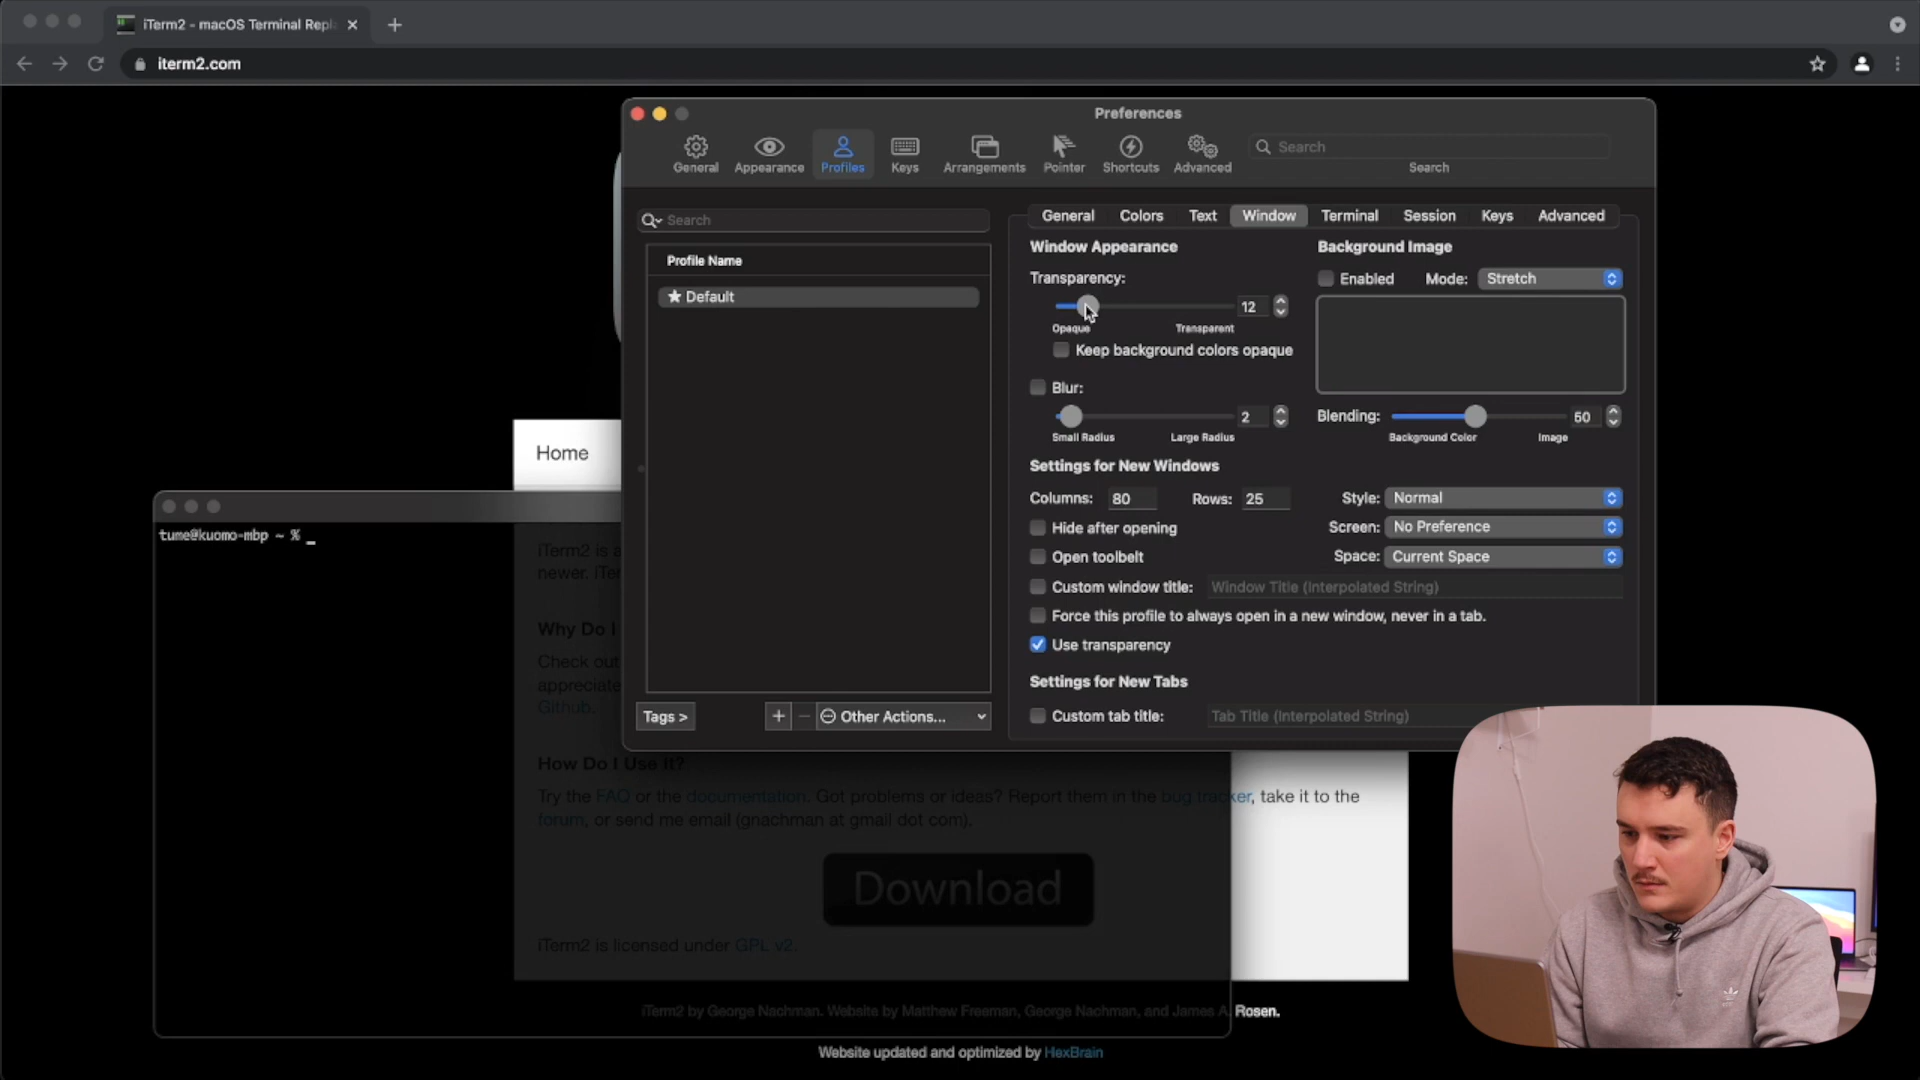 iTerm2 - macOS Terminal Repl
iterm2.com
Preferences
General
Appearance
Profiles
Keys
Arrangements
Pointer
Shortcuts
Advanced
Search
Search
Search
Profile Name
★ Default
Tags >
+
−
Other Actions...
General
Colors
Text
Window
Terminal
Session
Keys
Advanced
Window Appearance
Transparency:
12
Opaque
Transparent
Keep background colors opaque
Blur:
2
Small Radius
Large Radius
Background Image
Enabled
Mode: Stretch
Blending:
Background Color
Image
Settings for New Windows
Columns: 80 Rows: 25
Style: Normal
Hide after opening
Screen: No Preference
Open toolbelt
Space: Current Space
Custom window title: Window Title (Interpolated String)
Force this profile to always open in a new window, never in a tab.
Use transparency
Settings for New Tabs
Custom tab title: Tab Title (Interpolated String)
Home
tume@kuomo-mbp ~ % _
iTerm2 is a
newer. iTer
Why Do I
Check out
appreciate
Github.
How Do I Use It?
Try the FAQ or the documentation. Got problems or ideas? Report them in the bug tracker, take it to the
forum, or send me email (gnachman at gmail dot com).
Download
iTerm2 is licensed under GPL v2.
iTerm2 by George Nachman. Website by Matthew Freeman, George Nachman, and James A. Rosen.
Website updated and optimized by HexBrain